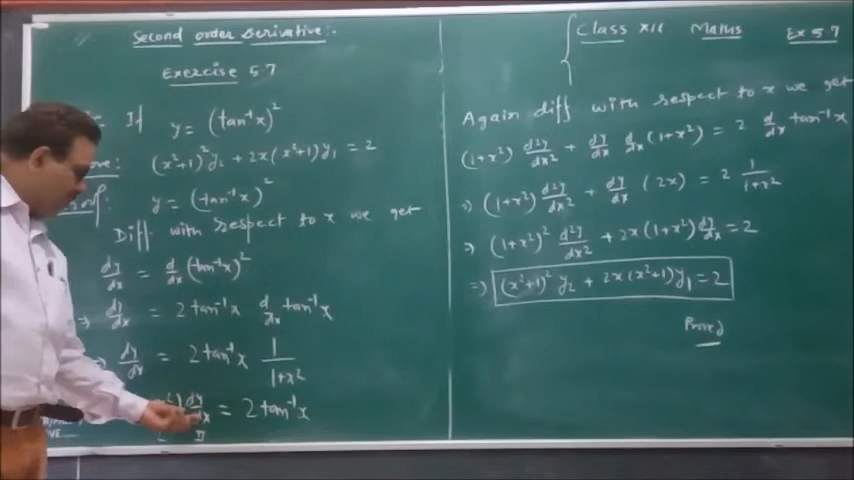 Second order Derivative:-
Exercise 5.7
If y = (tan⁻¹x)²
(x²+1)²y₂ + 2x(x²+1)y₁ = 2
y = (tan⁻¹x)²
Diff. with respect to x we get
dy/dx = d/dx (tan⁻¹x)²
⇒ dy/dx = 2 tan⁻¹x d/dx tan⁻¹x
⇒ dy/dx = 2 tan⁻¹x 1/(1+x²)
dy/dx = 2 tan⁻¹x
I II
Class XII Maths Ex 5.7
Again diff with respect to x we get
(1+x²) d²y/dx² + dy/dx d/dx (1+x²) = 2 d/dx tan⁻¹x
⇒ (1+x²) d²y/dx² + dy/dx (2x) = 2 1/(1+x²)
⇒ (1+x²)² d²y/dx² + 2x(1+x²) dy/dx = 2
⇒ (x²+1)² y₂ + 2x(x²+1)y₁ = 2
Proved